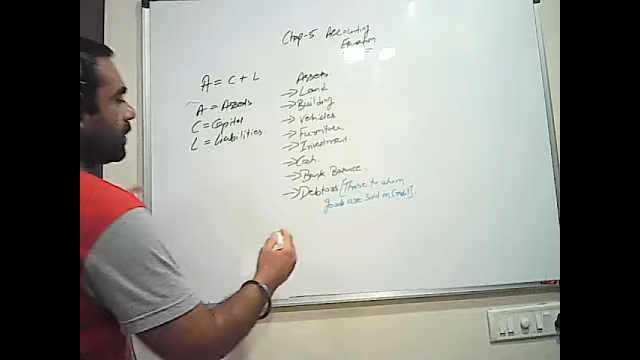 Chap-5 Accounting
Equation
A = C + L
A = Assets.
C = Capital
L = Liabilities.
Assets.
→ Land
→ Building
→ Vehicles
→ Furniture
→ Investment.
→ Cash.
→ Bank Balance.
→ Debtors [Those to whom
goods are sold on